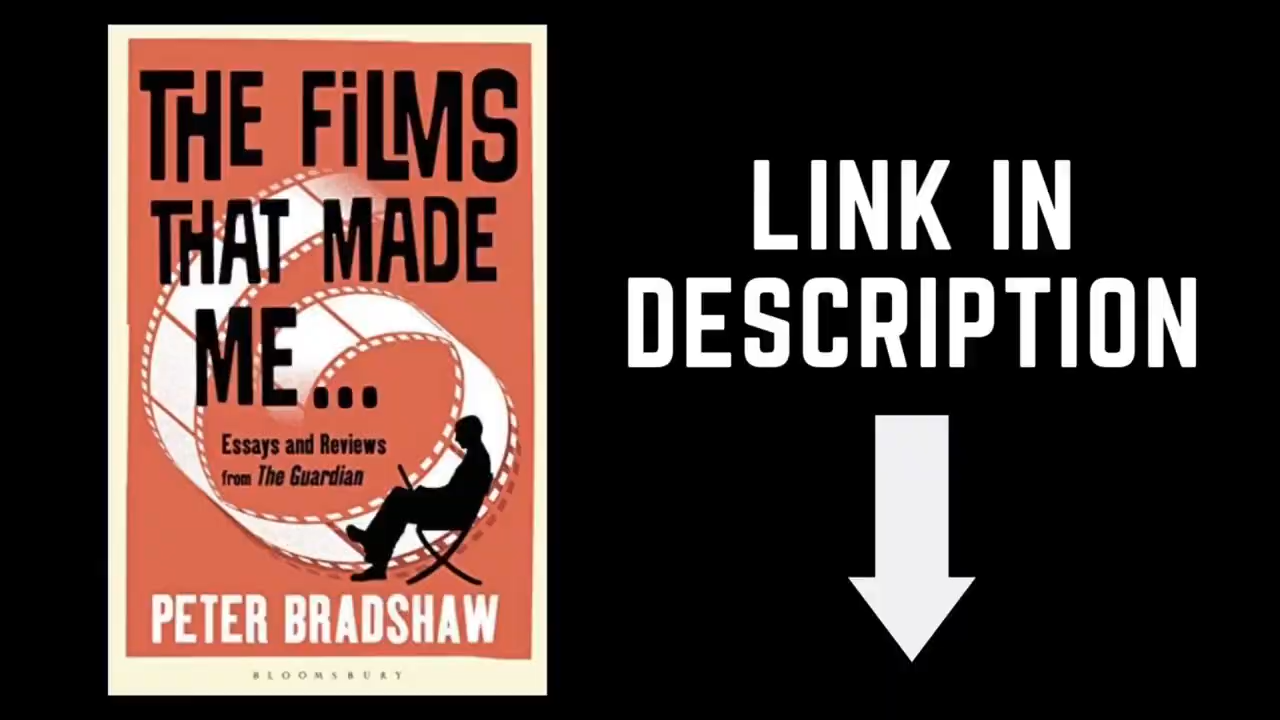 THE FiLMS
THAT MADE
ME...
Essays and Reviews
from The Guardian
PETER BRADSHAW
BLOOMSBURY
LINK IN
DESCRIPTION